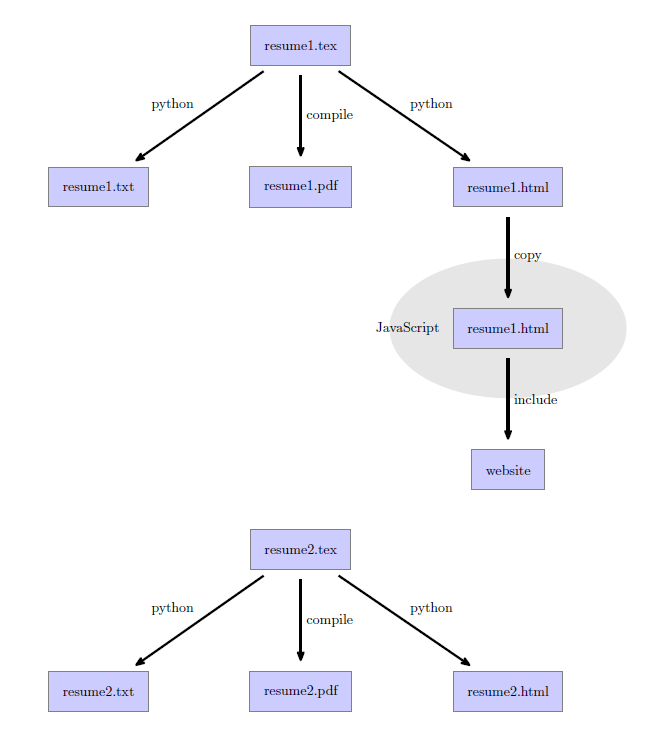 resume1.tex
python
compile
python
resume1.txt
resume1.pdf
resume1.html
copy
JavaScript
resume1.html
include
website
resume2.tex
python
compile
python
resume2.txt
resume2.pdf
resume2.html